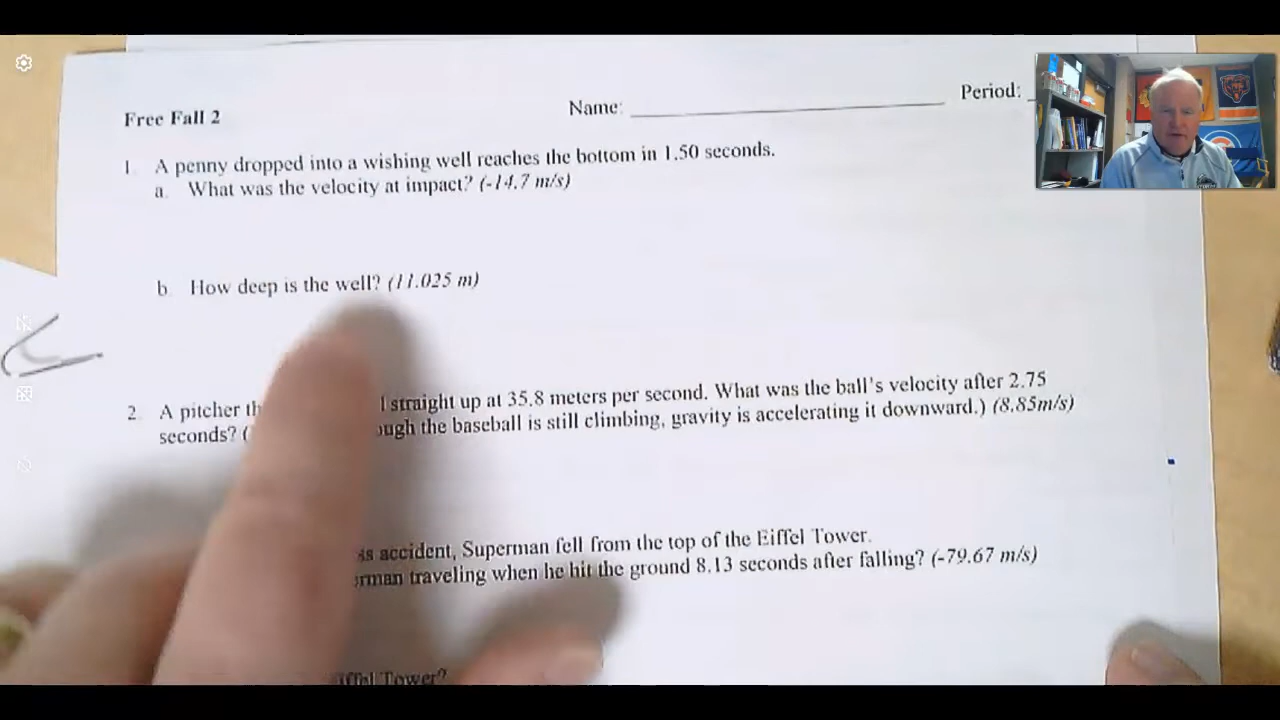 Free Fall 2
Name:
Period:
1. A penny dropped into a wishing well reaches the bottom in 1.50 seconds.
a. What was the velocity at impact? (-14.7 m/s)
b. How deep is the well? (11.025 m)
2. A pitcher th straight up at 35.8 meters per second. What was the ball's velocity after 2.75
seconds? ( ough the baseball is still climbing, gravity is accelerating it downward.) (8.85m/s)
accident, Superman fell from the top of the Eiffel Tower.
rman traveling when he hit the ground 8.13 seconds after falling? (-79.67 m/s)
iffel Tower?